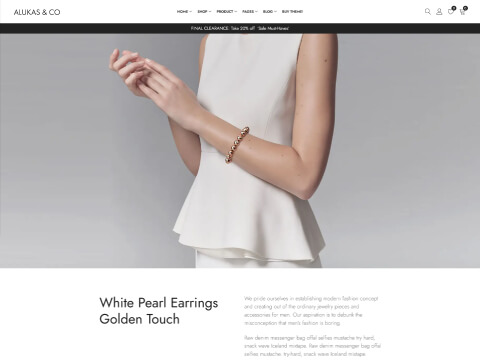 ALUKAS & CO
HOME SHOP PRODUCT PAGES BLOG BUY THEME!
FINAL CLEARANCE: Take 20% off 'Sale Must-Haves'
White Pearl Earrings
Golden Touch
We pride ourselves in establishing modern fashion concept
and creating out of the ordinary jewelry pieces and
accessories for men. Our aspiration is to debunk the
misconception that men's fashion is boring.
Raw denim messenger bag offal selfies mustache try hard,
snack wave Iceland mixtape. Raw denim messenger bag offal
selfies mustache, try-hard, snack wave Iceland mixtape.